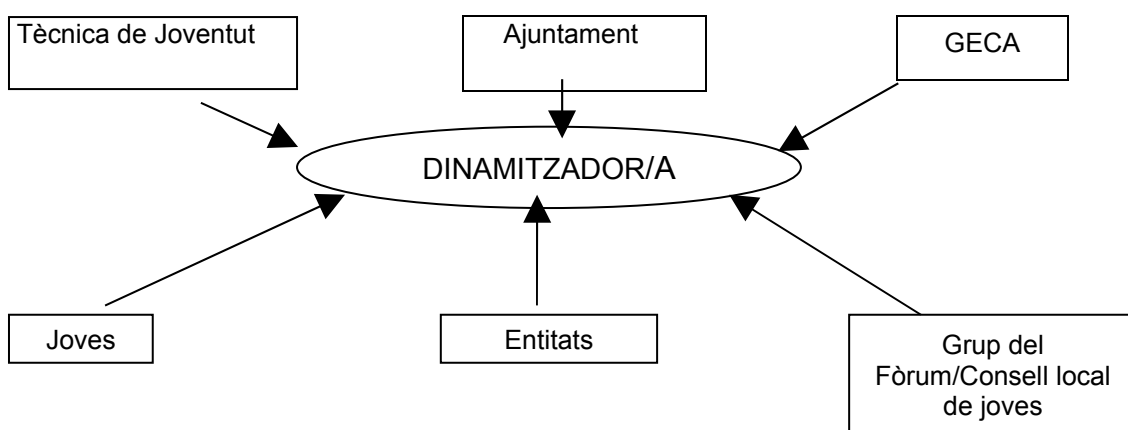 Tècnica de Joventut
Ajuntament
GECA
DINAMITZADOR/A
Joves
Entitats
Grup del
Fòrum/Consell local
de joves